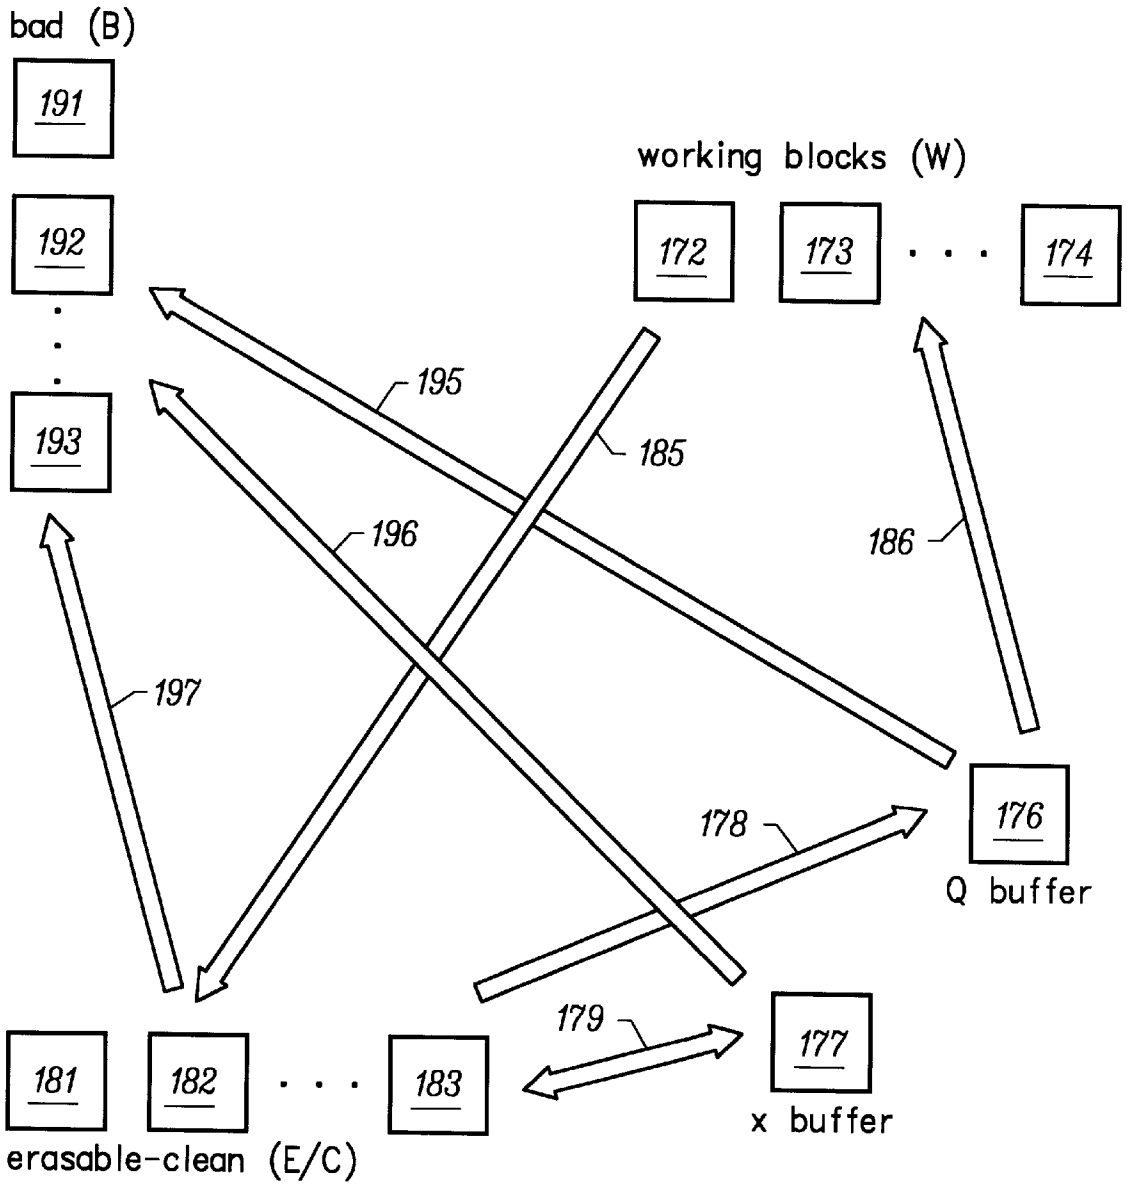 bad (B)
191
working blocks (W)
192
172
173
. . .
174
195
193
185
196
186
197
178
176
Q buffer
179
177
181
182
. . .
183
x buffer
erasable-clean (E/C)